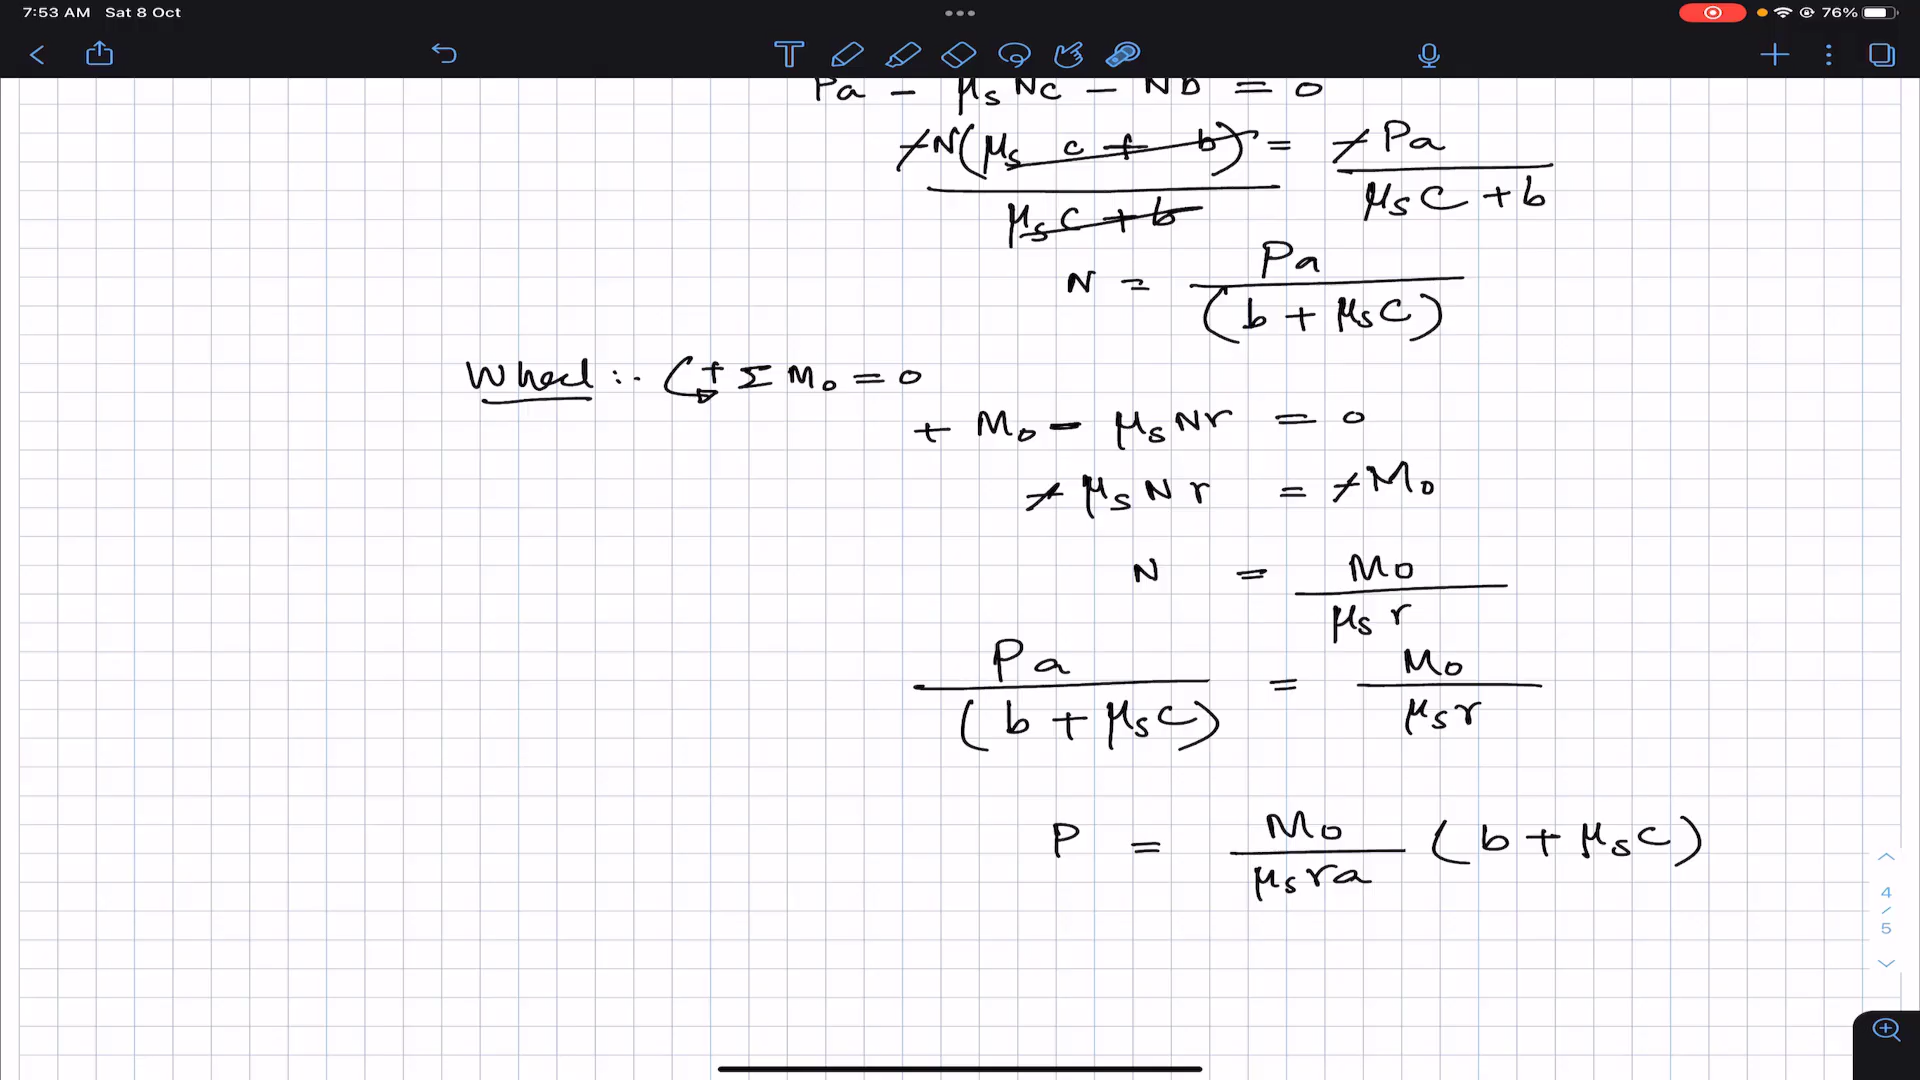 7:53 AM Sat 8 Oct
76%
Pa - μs Nc - Nb = 0
-N(μs c + b) = -Pa
μs c + b μs c + b
N = Pa
(b + μs c)
Wheel :- + Σ Mo = 0
+ Mo - μs Nr = 0
- μs N r = - Mo
N = Mo
μs r
Pa = Mo
(b + μs c) μs r
P = Mo (b + μs c)
μs ra
4
/
5